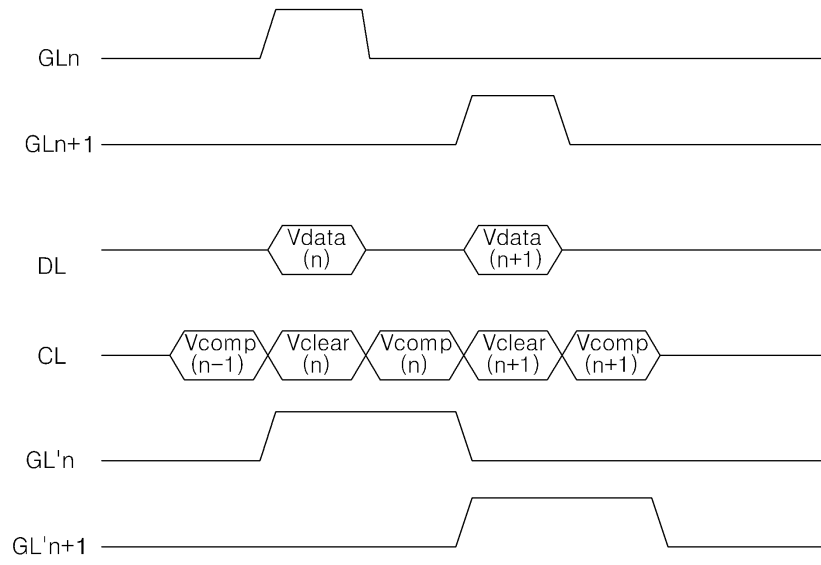 GLn
GLn+1
DL
Vdata
(n)
Vdata
(n+1)
CL
Vcomp
(n−1)
Vclear
(n)
Vcomp
(n)
Vclear
(n+1)
Vcomp
(n+1)
GL'n
GL'n+1